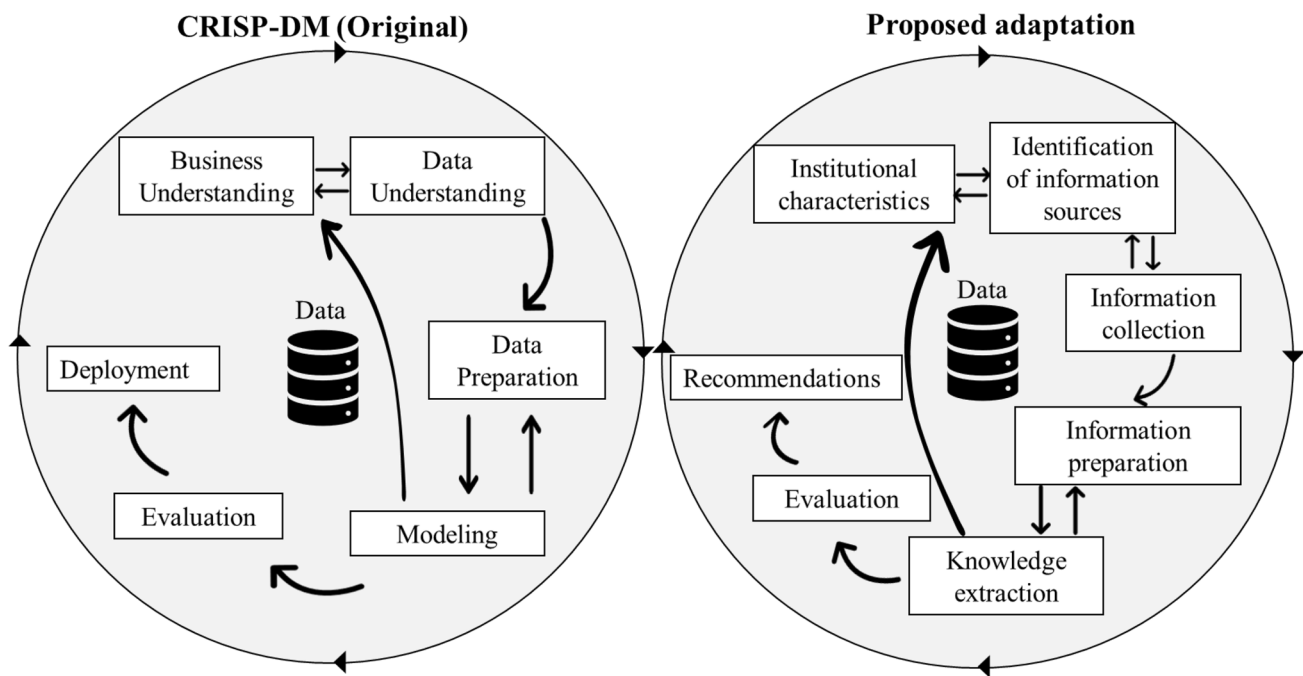 CRISP-DM (Original)
Business
Understanding
Data
Understanding
Data
Data
Preparation
Deployment
Evaluation
Modeling
Proposed adaptation
Institutional
characteristics
Identification
of information
sources
Data
Information
collection
Recommendations
Information
preparation
Evaluation
Knowledge
extraction